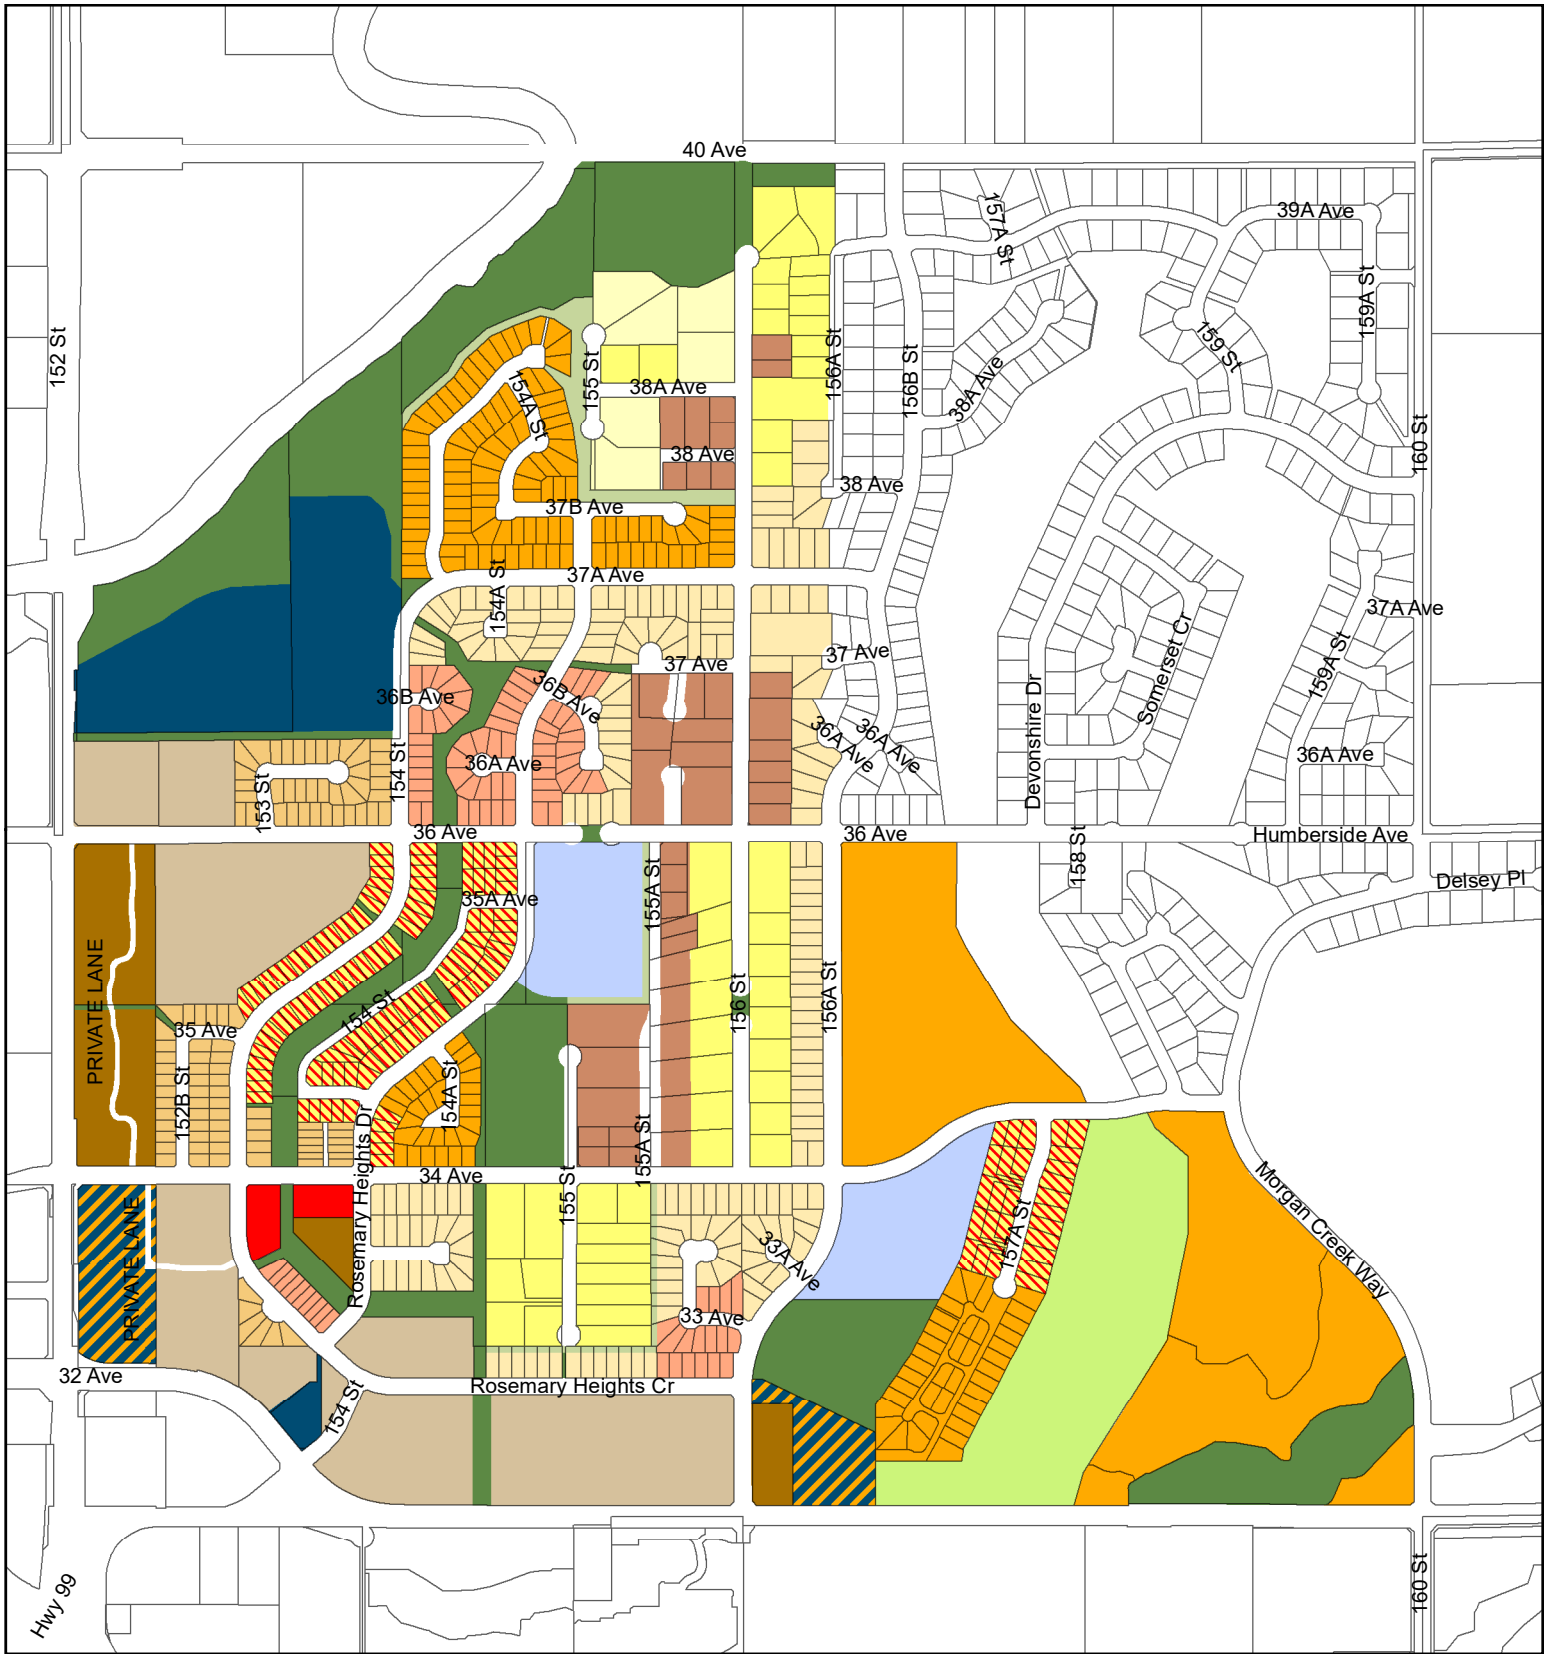 40 Ave
157A St
39A Ave
152 St
155 St
156A St
156B St
159 St
159A St
154A St
38A Ave
38A Ave
160 St
38 Ave
38 Ave
37B Ave
37A Ave
154A St
37A Ave
37 Ave
37 Ave
Somerset Cr
159A St
36B Ave
36B Ave
Devonshire Dr
36A Ave
36A Ave
36A Ave
36A Ave
154 St
153 St
36 Ave
36 Ave
Humberside Ave
158 St
Delsey Pl
155A St
35A Ave
PRIVATE LANE
154 St
156 St
156A St
35 Ave
152B St
154A St
155A St
34 Ave
155 St
Rosemary Heights Dr
PRIVATE LANE
33A Ave
157A St
Morgan Creek Way
33 Ave
32 Ave
Rosemary Heights Cr
154 St
Hwy 99
160 St